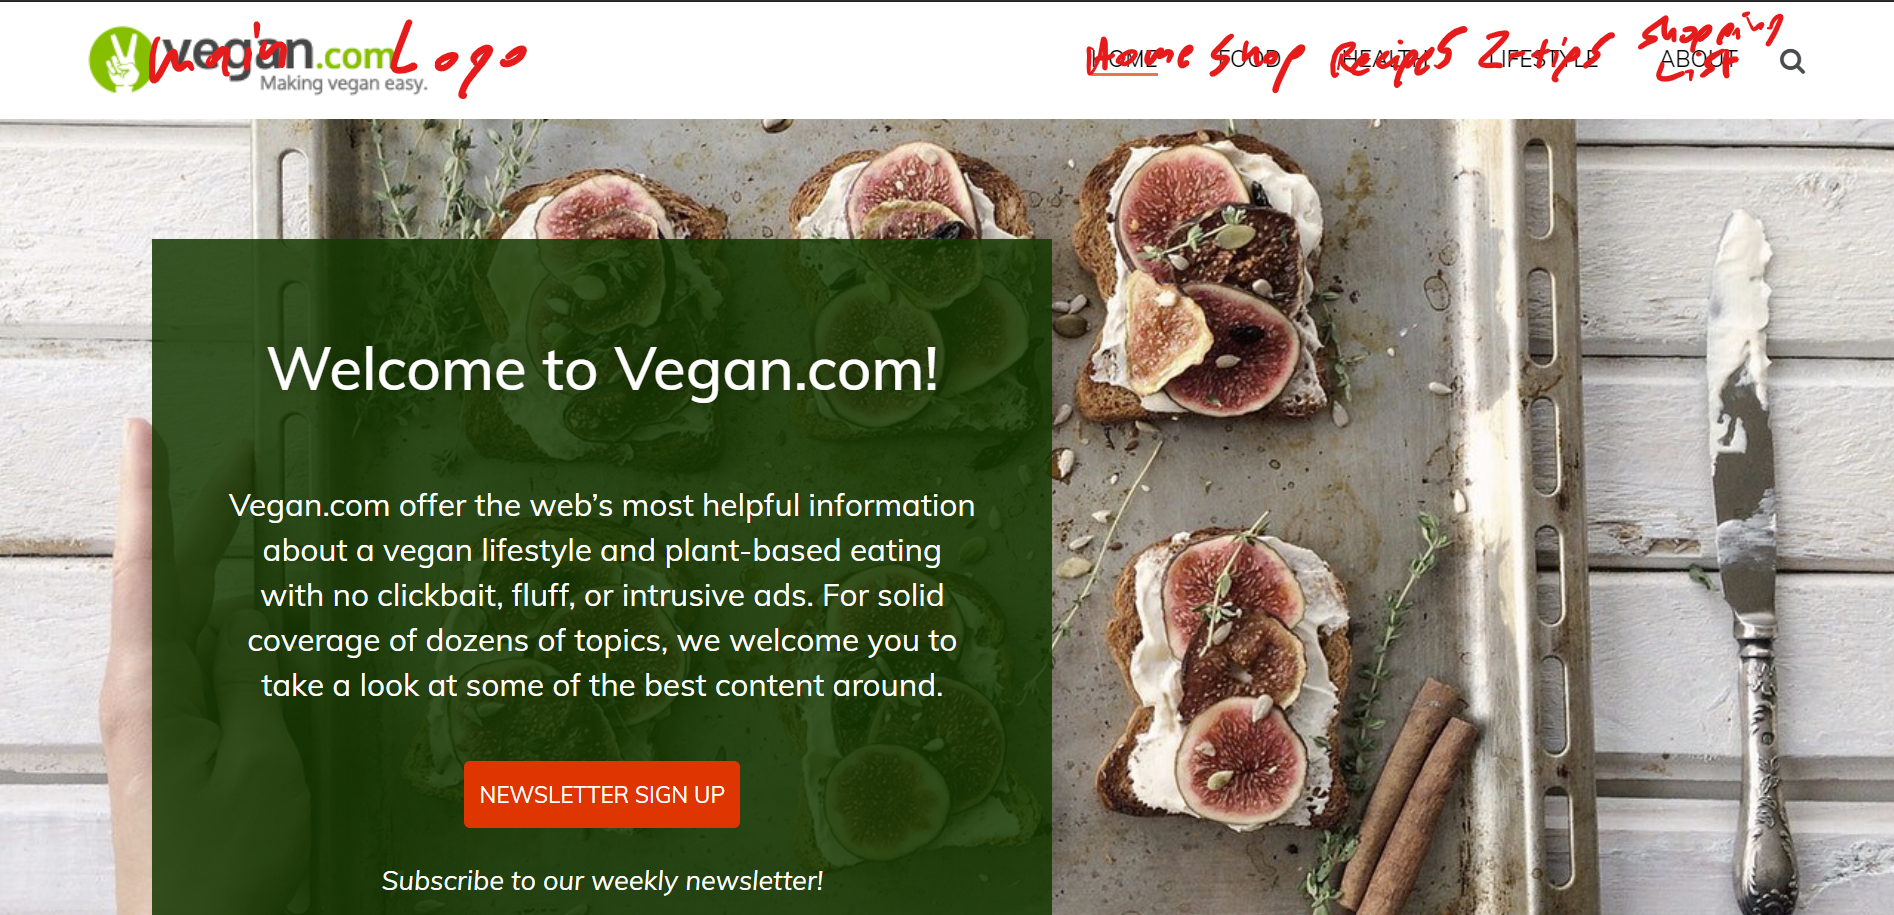 vegan.com
Making vegan easy.
Main Logo
HOME FOOD HEALTH LIFESTYLE ABOUT
Home Shop Recipes Z-tips Shopping List
Welcome to Vegan.com!
Vegan.com offer the web’s most helpful information
about a vegan lifestyle and plant-based eating
with no clickbait, fluff, or intrusive ads. For solid
coverage of dozens of topics, we welcome you to
take a look at some of the best content around.
NEWSLETTER SIGN UP
Subscribe to our weekly newsletter!